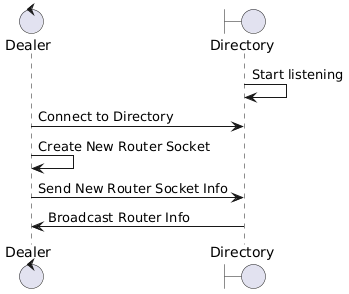 Dealer
Directory
Start listening
Connect to Directory
Create New Router Socket
Send New Router Socket Info
Broadcast Router Info
Dealer
Directory